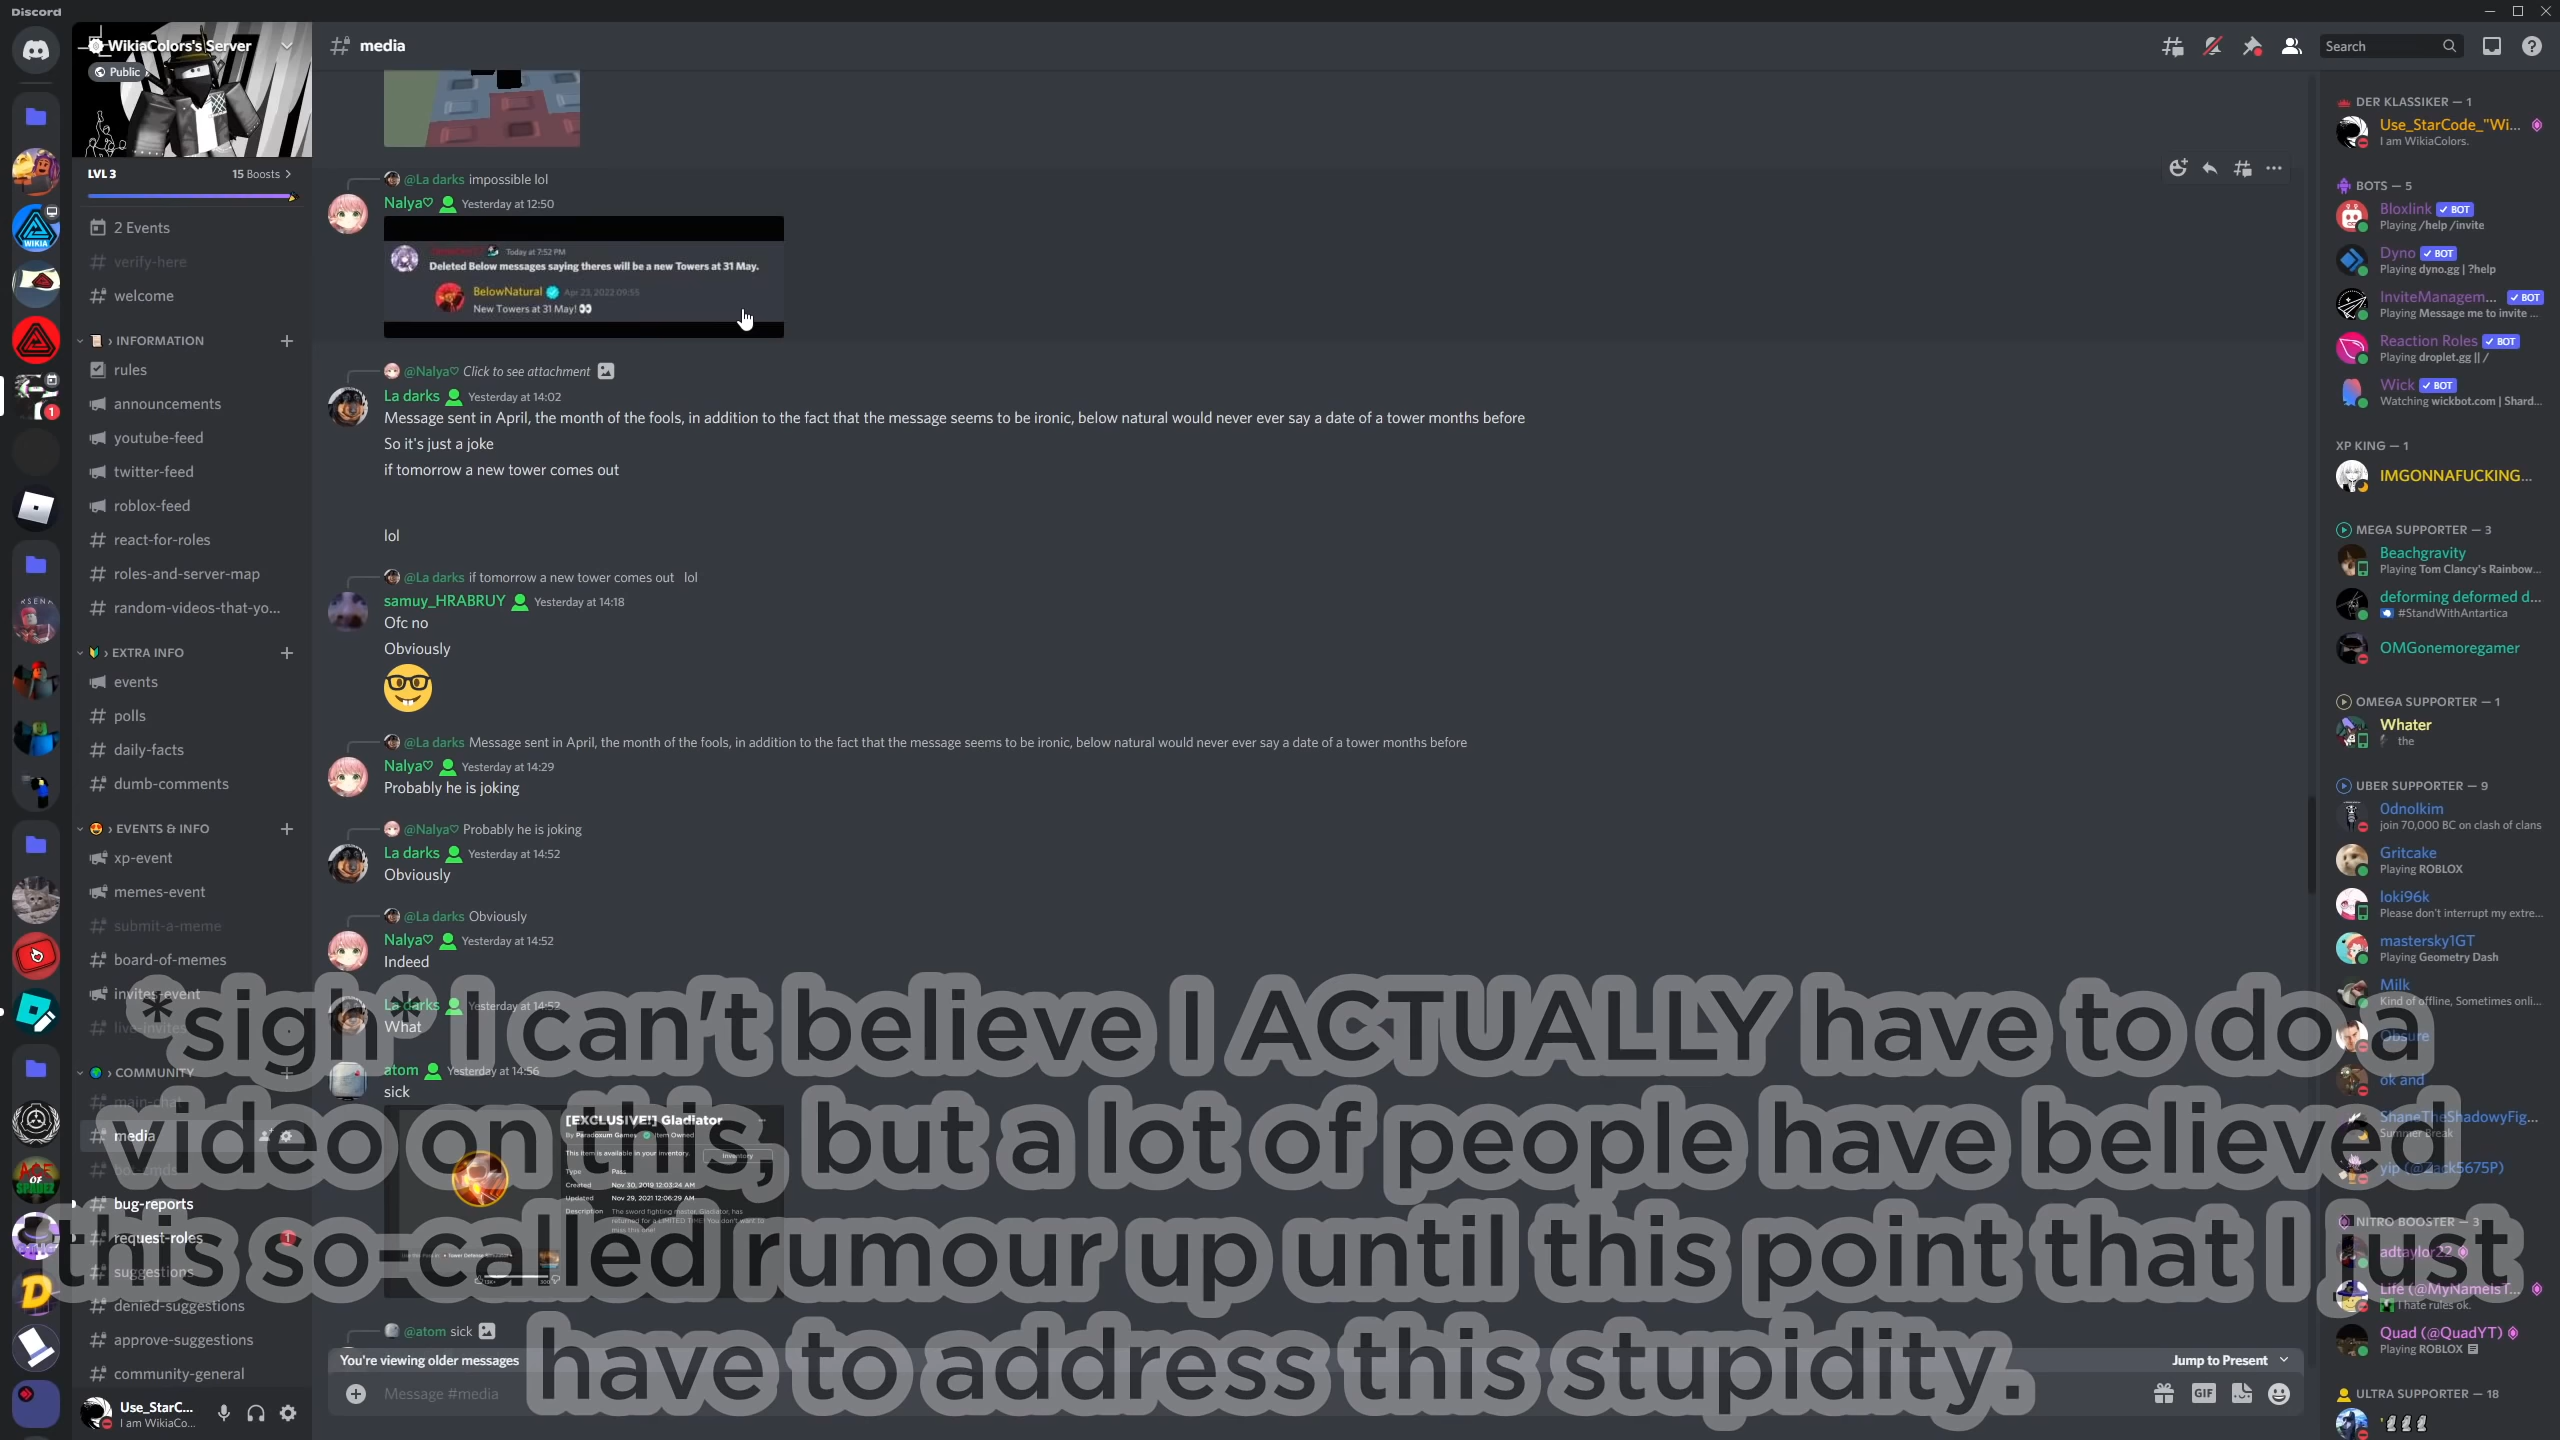 Discord
WikiaColors's Server
Public
LVL 3
15 Boosts
2 Events
verify-here
welcome
INFORMATION
rules
announcements
youtube-feed
twitter-feed
roblox-feed
react-for-roles
roles-and-server-map
random-videos-that-yo...
EXTRA INFO
events
polls
daily-facts
dumb-comments
EVENTS & INFO
xp-event
memes-event
submit-a-meme
board-of-memes
invites-event
live-invites
COMMUNITY
main-chat
media
bug-reports
request-roles
1
suggestions
denied-suggestions
approve-suggestions
community-general
Use_StarC...
I am WikiaCo...
WIKIA
1
ACE
OF
SPADEZ
media
Search
@La darks impossible lol
Nalya♡ Yesterday at 12:50
Today at 7:52 PM
Deleted Below messages saying theres will be a new Towers at 31 May.
BelowNatural Apr 23, 2022 09:55
New Towers at 31 May! 👀
@Nalya♡ Click to see attachment
La darks Yesterday at 14:02
Message sent in April, the month of the fools, in addition to the fact that the message seems to be ironic, below natural would never ever say a date of a tower months before
So it's just a joke
if tomorrow a new tower comes out
lol
@La darks if tomorrow a new tower comes out lol
samuy_HRABRUY Yesterday at 14:18
Ofc no
Obviously
🤓
@La darks Message sent in April, the month of the fools, in addition to the fact that the message seems to be ironic, below natural would never ever say a date of a tower months before
Nalya♡ Yesterday at 14:29
Probably he is joking
@Nalya♡ Probably he is joking
La darks Yesterday at 14:52
Obviously
@La darks Obviously
Nalya♡ Yesterday at 14:52
Indeed
La darks Yesterday at 14:52
What
atom Yesterday at 14:56
sick
[EXCLUSIVE!] Gladiator
By Paradoxum Games Item Owned
This item is available in your inventory.
Inventory
Type Pass
Created Nov 30, 2019 12:03:24 AM
Updated Nov 29, 2021 12:06:29 AM
Description The sword fighting master, Gladiator, has
returned for a LIMITED TIME! You don't want to
miss this one!
@atom sick
You're viewing older messages
Jump to Present
Message #media
GIF
*sigh* I can't believe I ACTUALLY have to do a
video on this, but a lot of people have believed
this so-called rumour up until this point that I just
have to address this stupidity.
DER KLASSIKER — 1
Use_StarCode_"Wi...
I am WikiaColors.
BOTS — 5
Bloxlink ✓ BOT
Playing /help /invite
Dyno ✓ BOT
Playing dyno.gg | ?help
InviteManagem... ✓ BOT
Playing Message me to invite ...
Reaction Roles ✓ BOT
Playing droplet.gg || /
Wick ✓ BOT
Watching wickbot.com | Shard...
XP KING — 1
IMGONNAFUCKING...
MEGA SUPPORTER — 3
Beachgravity
Playing Tom Clancy's Rainbow...
deforming deformed d...
#StandWithAntartica
OMGonemoregamer
OMEGA SUPPORTER — 1
Whater
the
UBER SUPPORTER — 9
0dnolkim
join 70,000 BC on clash of clans
Gritcake
Playing ROBLOX
loki96k
Please don't interrupt my extre...
mastersky1GT
Playing Geometry Dash
Milk
Kind of offline, Sometimes onli...
Obsure
ok and
ShaneTheShadowyFig...
Summer Break
yip (@Zack5675P)
NITRO BOOSTER — 3
adtaylor22
Life (@MyNameIsT...
I hate rules ok.
Quad (@QuadYT)
Playing ROBLOX
ULTRA SUPPORTER — 18